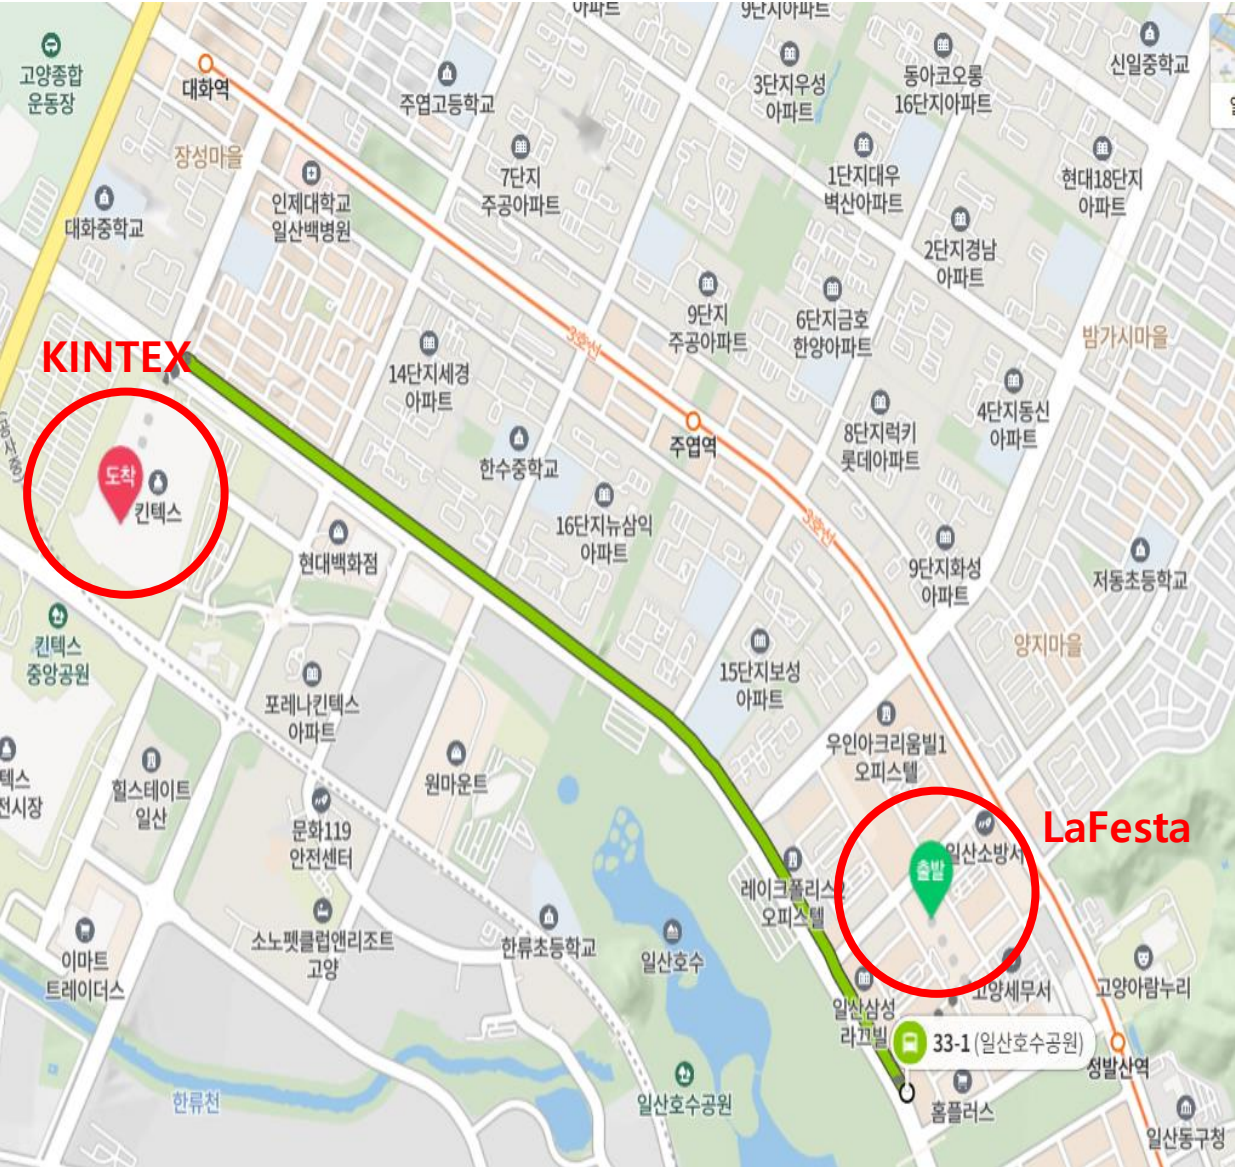 아파트
9단지아파트
고양종합
운동장
대화역
주엽고등학교
3단지우성
아파트
동아코오롱
16단지아파트
신일중학교
장성마을
대화중학교
인제대학교
일산백병원
7단지
주공아파트
1단지대우
벽산아파트
현대18단지
아파트
2단지경남
아파트
9단지
주공아파트
6단지금호
한양아파트
밤가시마을
3호선
KINTEX
14단지세경
아파트
4단지동신
아파트
8단지럭키
롯데아파트
주엽역
한수중학교
도착
킨텍스
16단지뉴삼익
아파트
3호선
현대백화점
9단지화성
아파트
저동초등학교
킨텍스
중앙공원
양지마을
15단지보성
아파트
포레나킨텍스
아파트
우인아크리움빌1
오피스텔
텍스
전시장
힐스테이트
일산
원마운트
문화119
안전센터
LaFesta
일산소방서
출발
레이크폴리스2
오피스텔
소노펫클럽앤리조트
고양
한류초등학교
일산호수
이마트
트레이더스
고양세무서
고양아람누리
일산삼성
라끄빌
33-1 (일산호수공원)
정발산역
한류천
일산호수공원
홈플러스
일산동구청